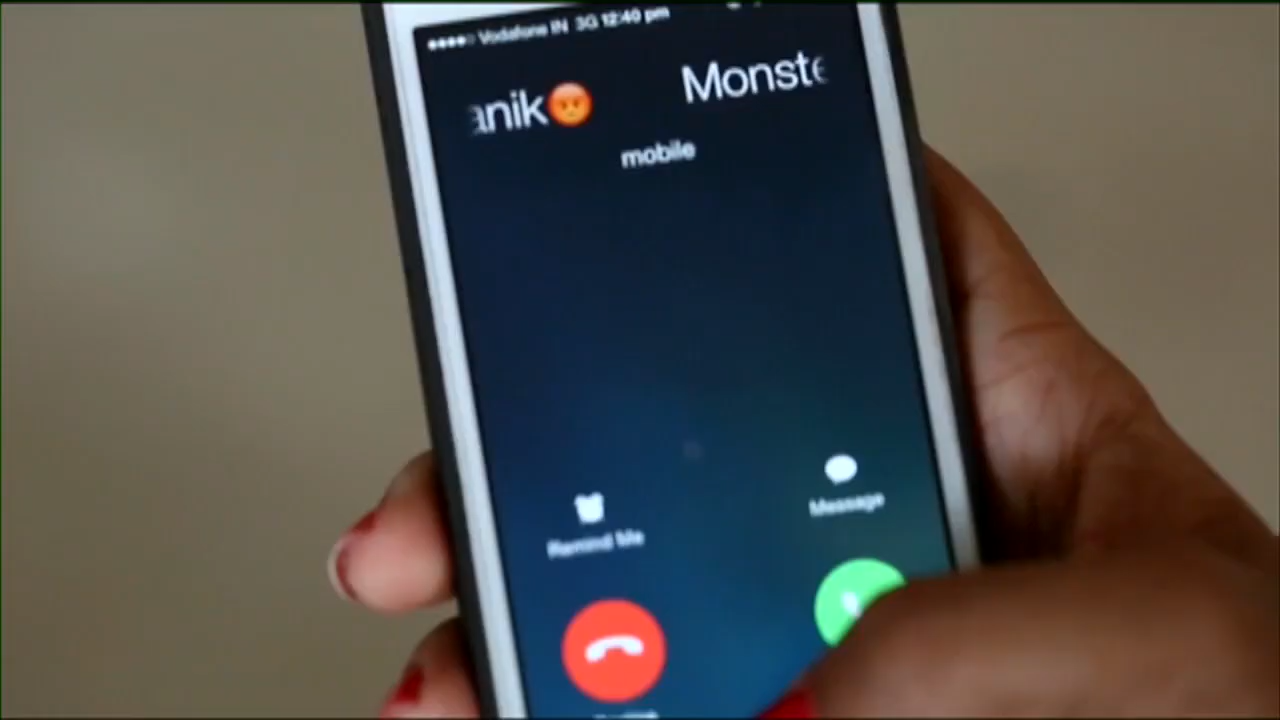 Vodafone IN 3G 12:40 pm
anik😡 Monste
mobile
Remind Me
Message